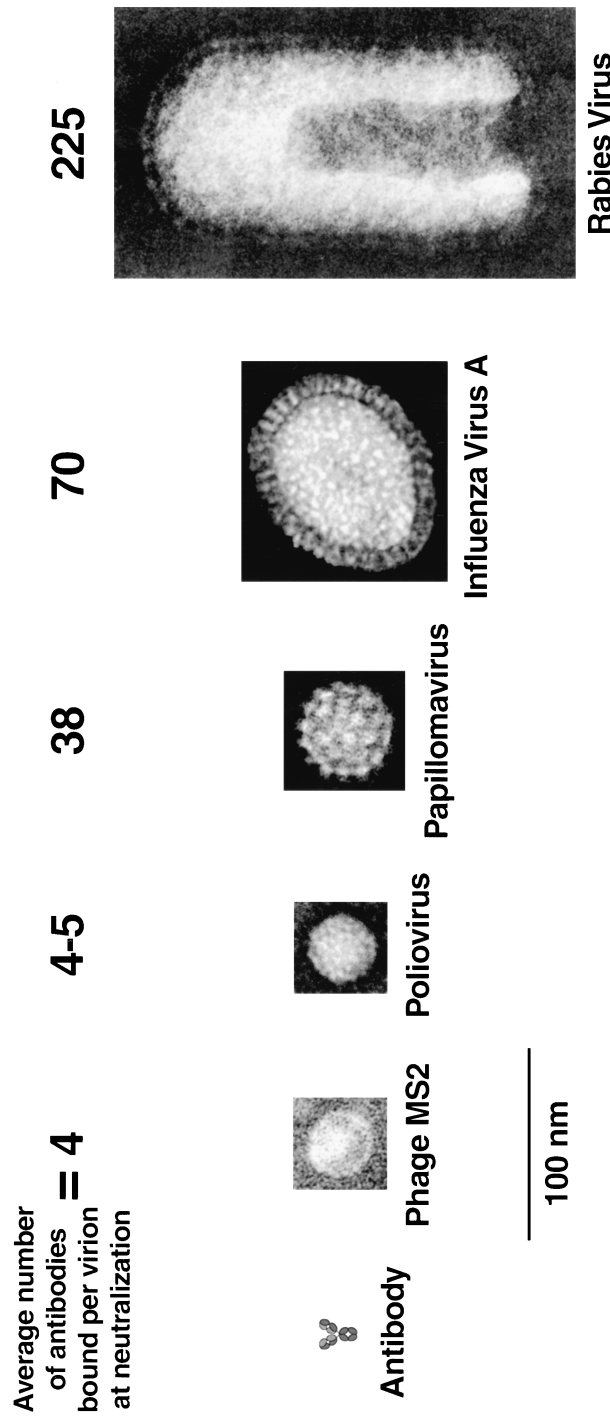 Average number
of antibodies
bound per virion
at neutralization
= 4
4-5
38
70
225
Antibody
Phage MS2
Poliovirus
Papillomavirus
Influenza Virus A
Rabies Virus
100 nm